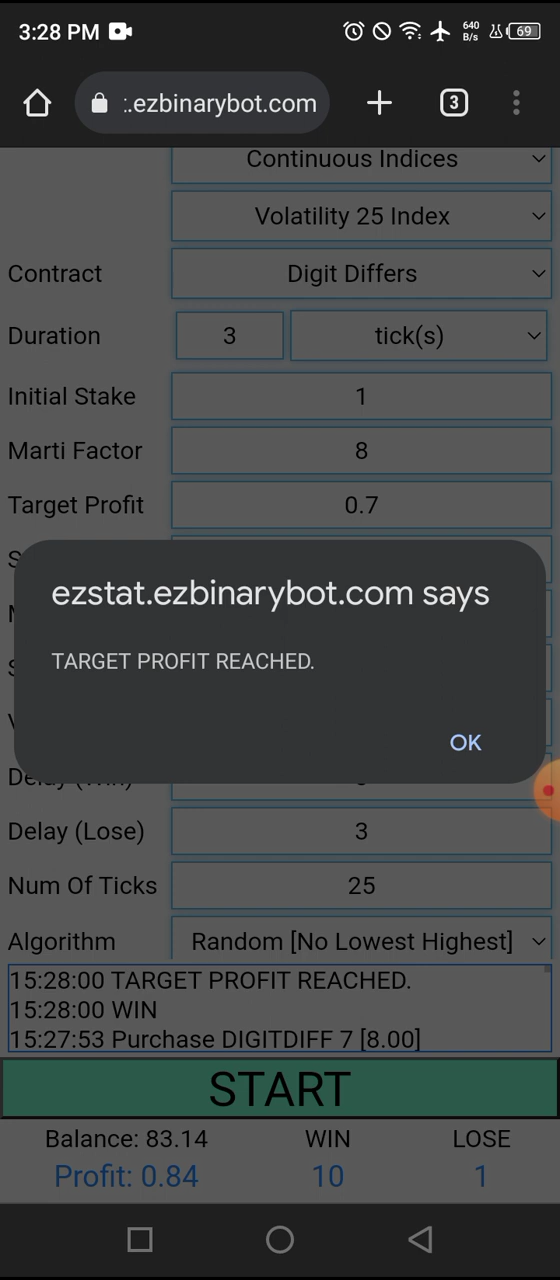 3:28 PM
640
B/s
69
:.ezbinarybot.com
3
Continuous Indices
Volatility 25 Index
Contract Digit Differs
Duration 3 tick(s)
Initial Stake 1
Marti Factor 8
Target Profit 0.7
ezstat.ezbinarybot.com says
TARGET PROFIT REACHED.
OK
Delay (Lose) 3
Num Of Ticks 25
Algorithm Random [No Lowest Highest]
15:28:00 TARGET PROFIT REACHED.
15:28:00 WIN
15:27:53 Purchase DIGITDIFF 7 [8.00]
START
Balance: 83.14 WIN LOSE
Profit: 0.84 10 1